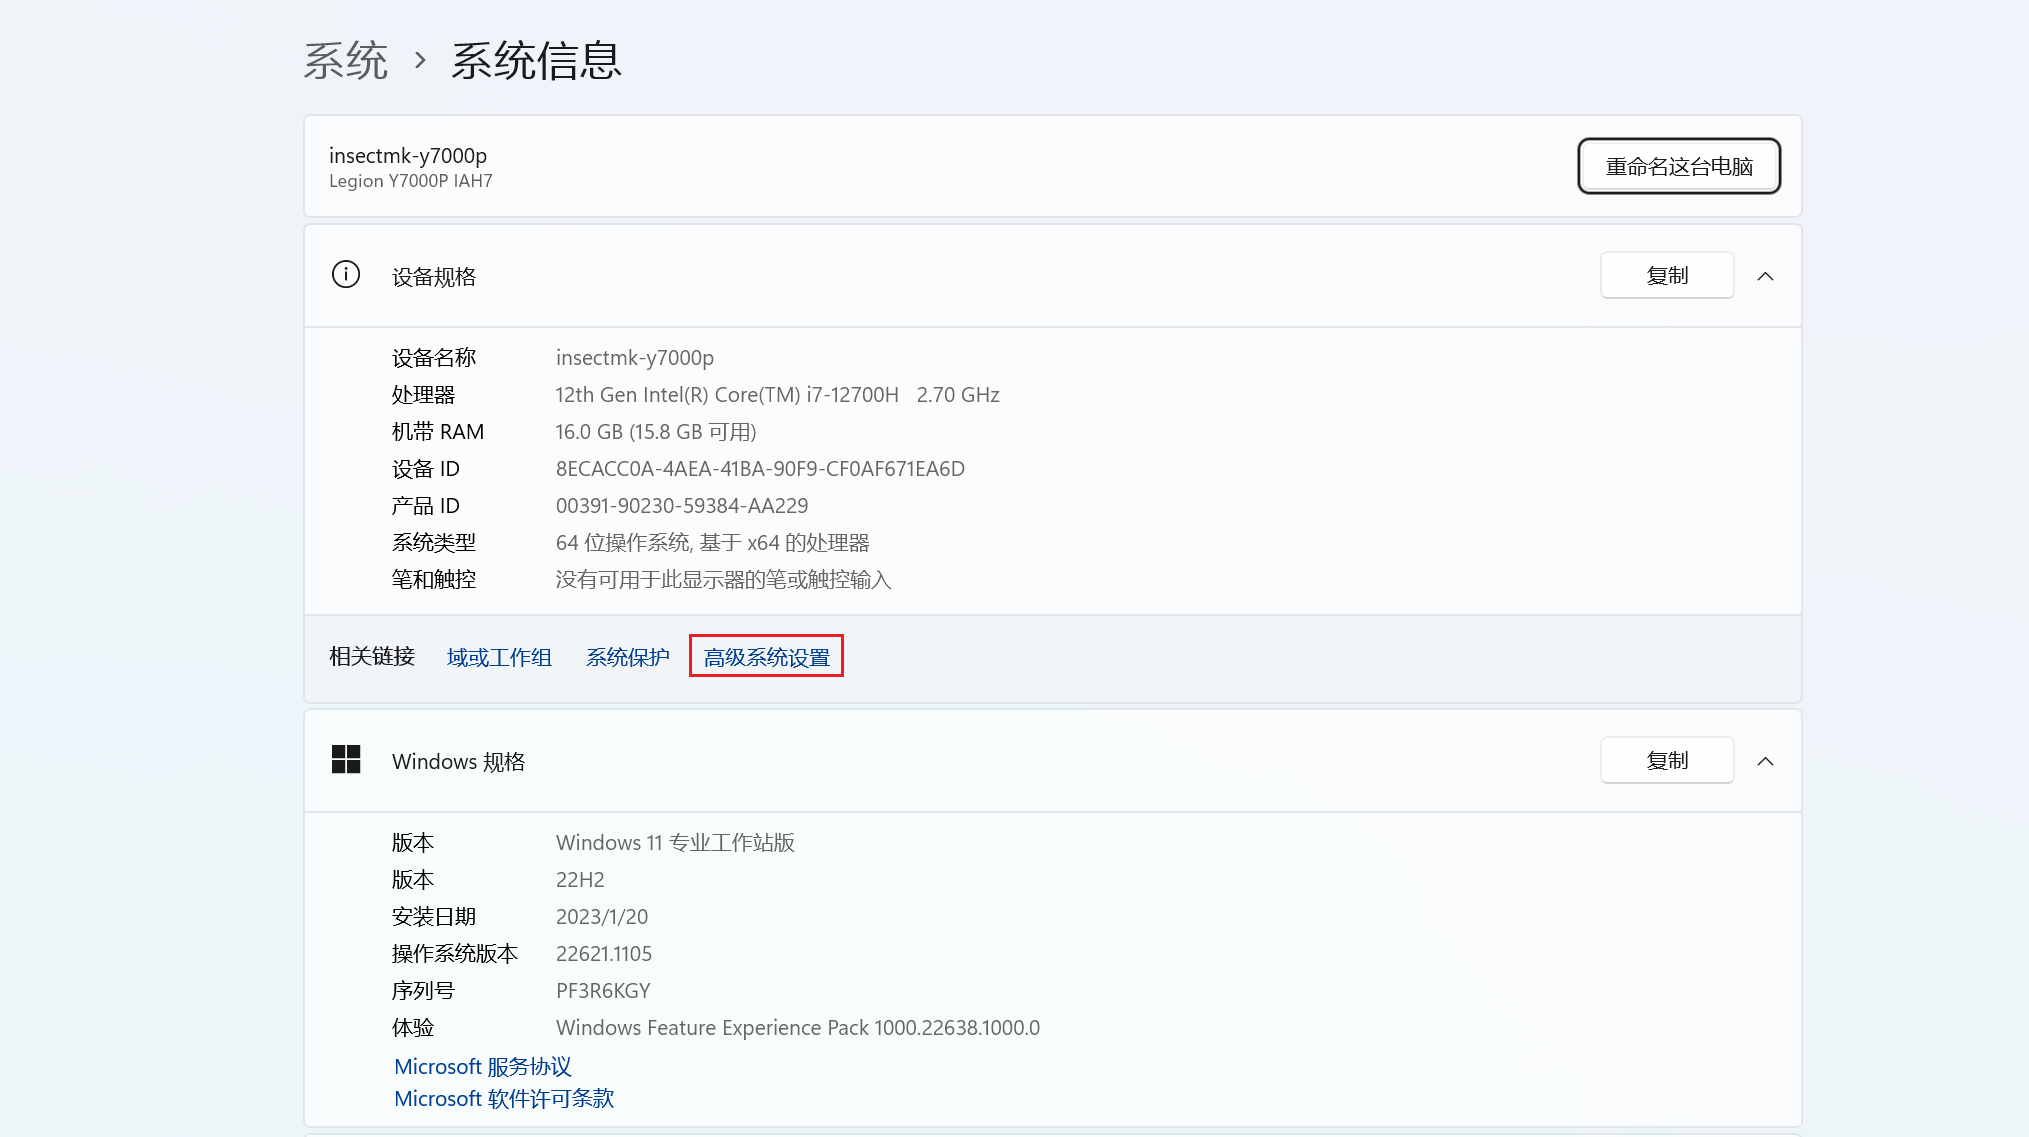 系统 › 系统信息
insectmk-y7000p
Legion Y7000P IAH7
重命名这台电脑
设备规格
复制
设备名称 insectmk-y7000p
处理器 12th Gen Intel(R) Core(TM) i7-12700H 2.70 GHz
机带 RAM 16.0 GB (15.8 GB 可用)
设备 ID 8ECACC0A-4AEA-41BA-90F9-CF0AF671EA6D
产品 ID 00391-90230-59384-AA229
系统类型 64 位操作系统, 基于 x64 的处理器
笔和触控 没有可用于此显示器的笔或触控输入
相关链接 域或工作组 系统保护 高级系统设置
Windows 规格
复制
版本 Windows 11 专业工作站版
版本 22H2
安装日期 2023/1/20
操作系统版本 22621.1105
序列号 PF3R6KGY
体验 Windows Feature Experience Pack 1000.22638.1000.0
Microsoft 服务协议
Microsoft 软件许可条款